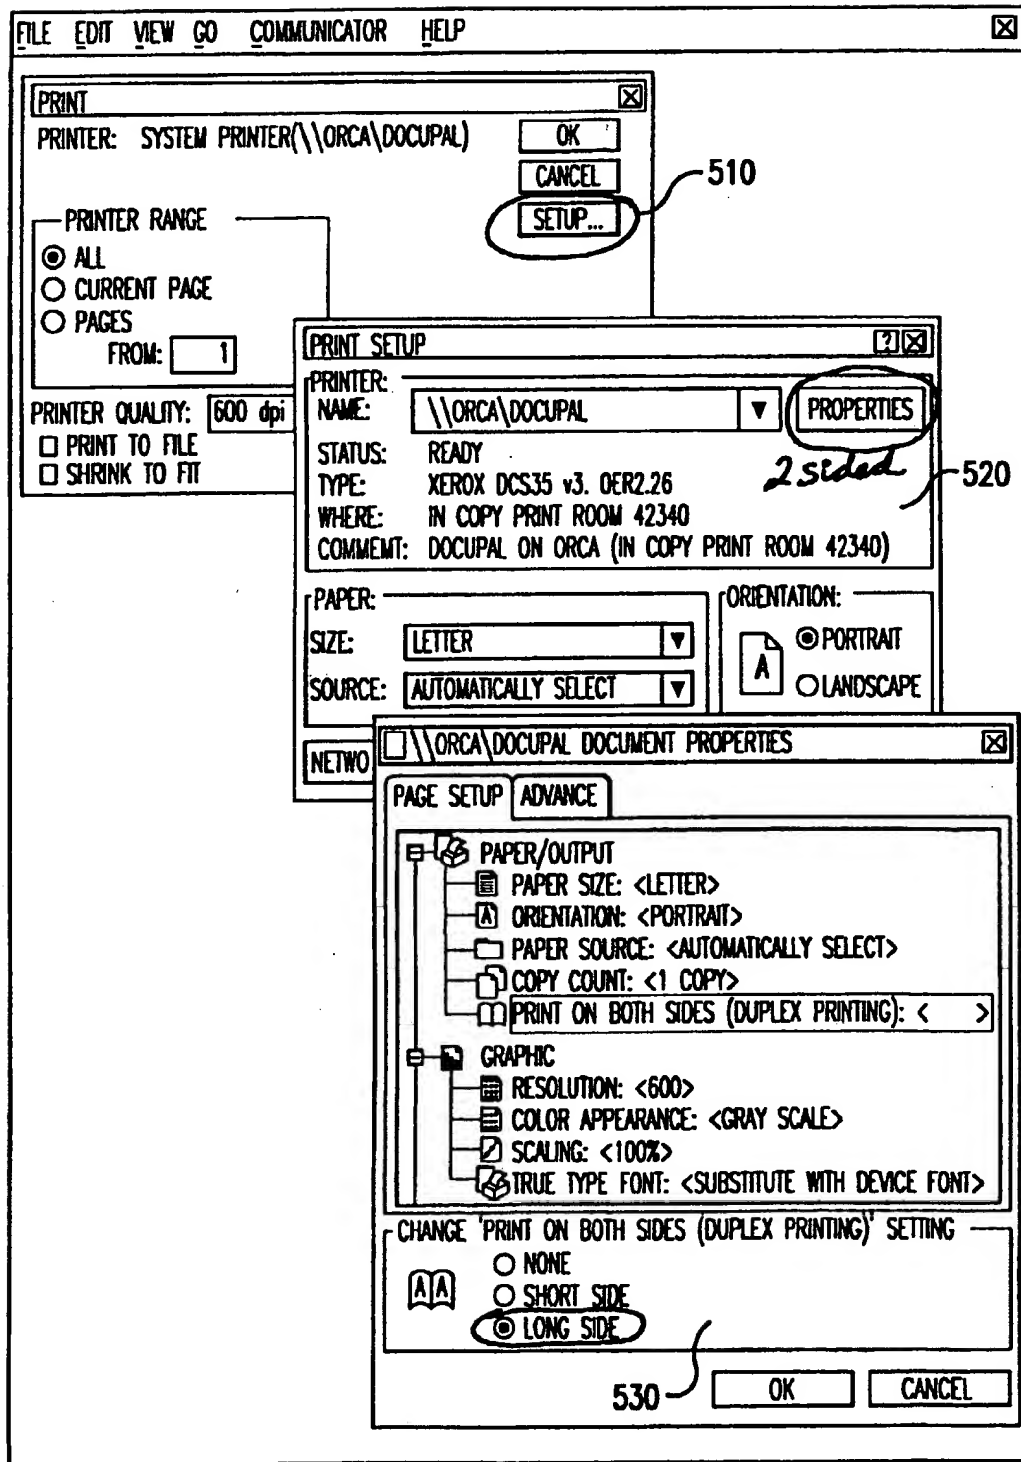 FILE EDIT VIEW GO COMMUNICATOR HELP
PRINT
PRINTER: SYSTEM PRINTER(\\ORCA\DOCUPAL)
OK
CANCEL
SETUP...
510
PRINTER RANGE
ALL
CURRENT PAGE
PAGES
FROM: 1
PRINTER QUALITY: 600 dpi
PRINT TO FILE
SHRINK TO FIT
PRINT SETUP
PRINTER:
NAME: \\ORCA\DOCUPAL
PROPERTIES
2 sided
520
STATUS: READY
TYPE: XEROX DCS35 v3. 0ER2.26
WHERE: IN COPY PRINT ROOM 42340
COMMEMT: DOCUPAL ON ORCA (IN COPY PRINT ROOM 42340)
PAPER:
SIZE: LETTER
SOURCE: AUTOMATICALLY SELECT
ORIENTATION:
A
PORTRAIT
LANDSCAPE
NETWO
\\ORCA\DOCUPAL DOCUMENT PROPERTIES
PAGE SETUP ADVANCE
PAPER/OUTPUT
PAPER SIZE: <LETTER>
A ORIENTATION: <PORTRAIT>
PAPER SOURCE: <AUTOMATICALLY SELECT>
COPY COUNT: <1 COPY>
PRINT ON BOTH SIDES (DUPLEX PRINTING): < >
GRAPHIC
RESOLUTION: <600>
COLOR APPEARANCE: <GRAY SCALE>
SCALING: <100%>
TRUE TYPE FONT: <SUBSTITUTE WITH DEVICE FONT>
CHANGE 'PRINT ON BOTH SIDES (DUPLEX PRINTING)' SETTING
A A
NONE
SHORT SIDE
LONG SIDE
530
OK
CANCEL